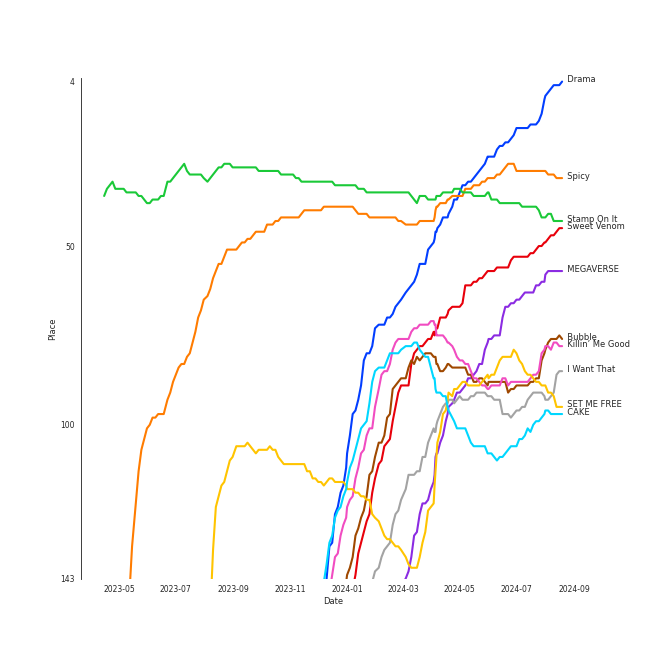 4
50
100
143
Place
2023-05
2023-07
2023-09
2023-11
2024-01
2024-03
2024-05
2024-07
2024-09
Date
Drama
Spicy
Stamp On It
Sweet Venom
MEGAVERSE
Bubble
Killin' Me Good
I Want That
SET ME FREE
CAKE